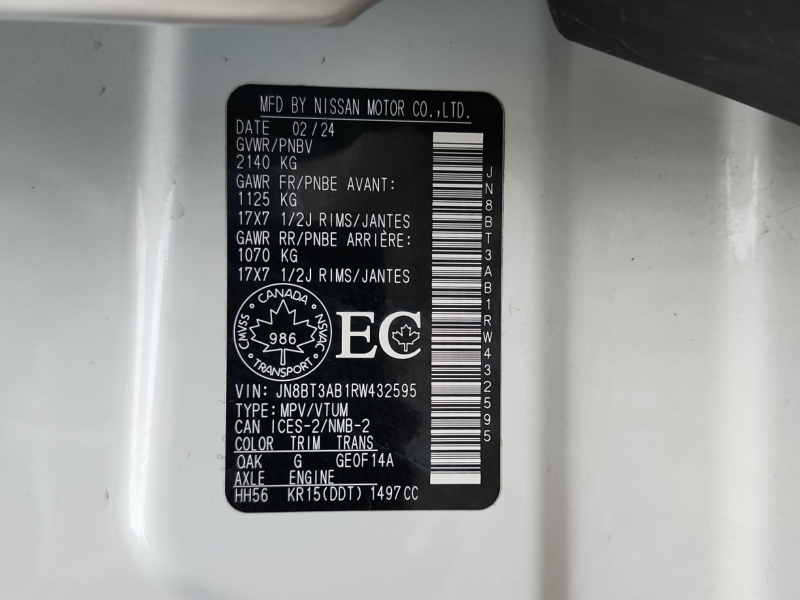 MFD BY NISSAN MOTOR CO.,LTD.
DATE 02/24
GVWR/PNBV
2140 KG
GAWR FR/PNBE AVANT:
1125 KG
17X7 1/2J RIMS/JANTES
GAWR RR/PNBE ARRIÈRE:
1070 KG
17X7 1/2J RIMS/JANTES
CANADA
CMVSS
NSVAC
986
TRANSPORT
EC
VIN: JN8BT3AB1RW432595
TYPE: MPV/VTUM
CAN ICES-2/NMB-2
COLOR TRIM TRANS
QAK G GE0F14A
AXLE ENGINE
HH56 KR15(DDT) 1497CC
JN8BT3AB1RW432595